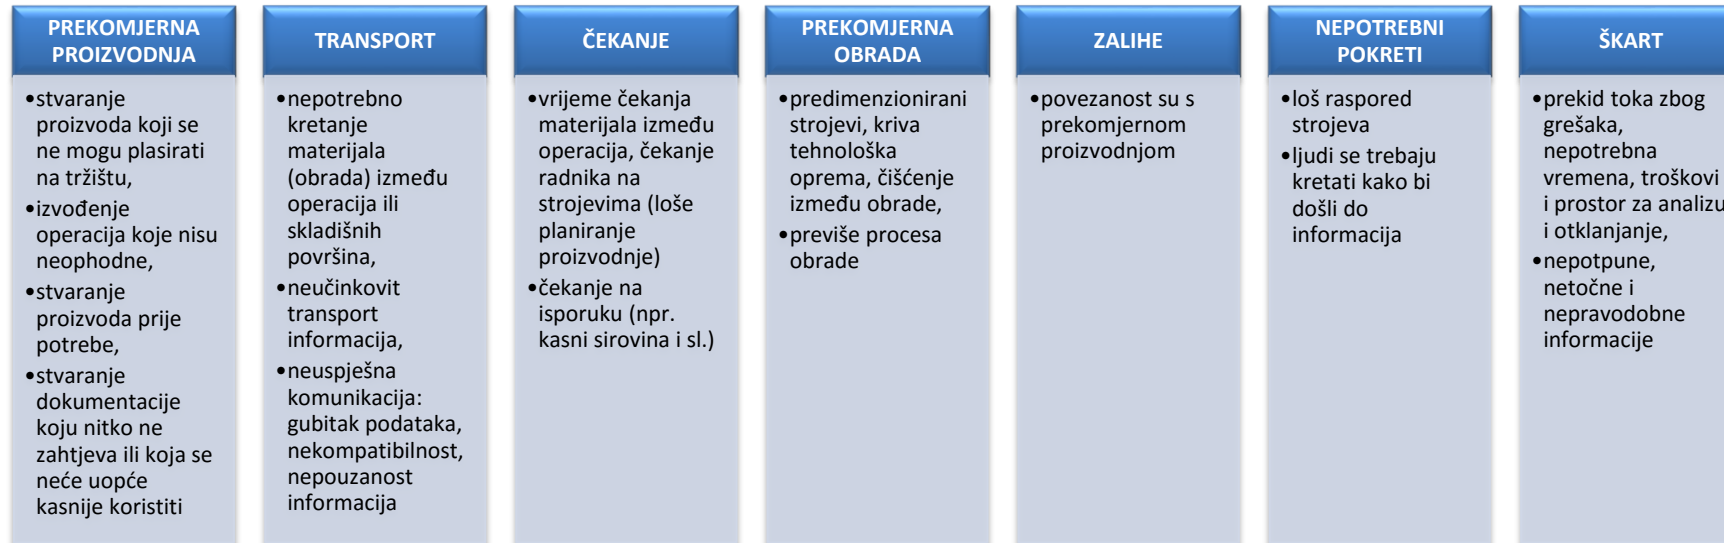 PREKOMJERNA
PROIZVODNJA
•stvaranje
proizvoda koji se
ne mogu plasirati
na tržištu,
•izvođenje
operacija koje nisu
neophodne,
•stvaranje
proizvoda prije
potrebe,
•stvaranje
dokumentacije
koju nitko ne
zahtjeva ili koja se
neće uopće
kasnije koristiti
TRANSPORT
•nepotrebno
kretanje
materijala
(obrada) između
operacija ili
skladišnih
površina,
•neučinkovit
transport
informacija,
•neuspješna
komunikacija:
gubitak podataka,
nekompatibilnost,
nepouzanost
informacija
ČEKANJE
•vrijeme čekanja
materijala između
operacija, čekanje
radnika na
strojevima (loše
planiranje
proizvodnje)
•čekanje na
isporuku (npr.
kasni sirovina i sl.)
PREKOMJERNA
OBRADA
•predimenzionirani
strojevi, kriva
tehnološka
oprema, čišćenje
između obrade,
•previše procesa
obrade
ZALIHE
•povezanost su s
prekomjernom
proizvodnjom
NEPOTREBNI
POKRETI
•loš raspored
strojeva
•ljudi se trebaju
kretati kako bi
došli do
informacija
ŠKART
•prekid toka zbog
grešaka,
nepotrebna
vremena, troškovi
i prostor za analizu
i otklanjanje,
•nepotpune,
netočne i
nepravodobne
informacije